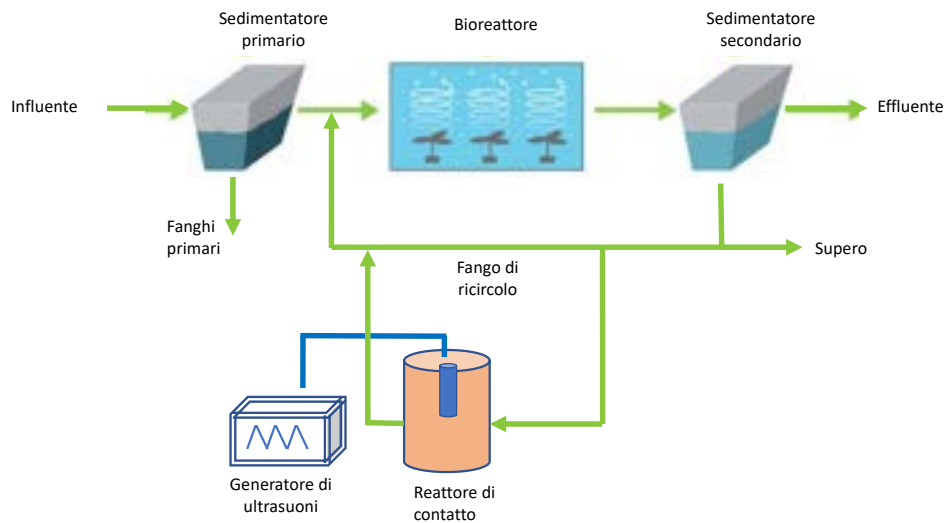 Sedimentatore
primario
Bioreattore
Sedimentatore
secondario
Influente
Effluente
Fanghi
primari
Fango di
ricircolo
Supero
Generatore di
ultrasuoni
Reattore di
contatto